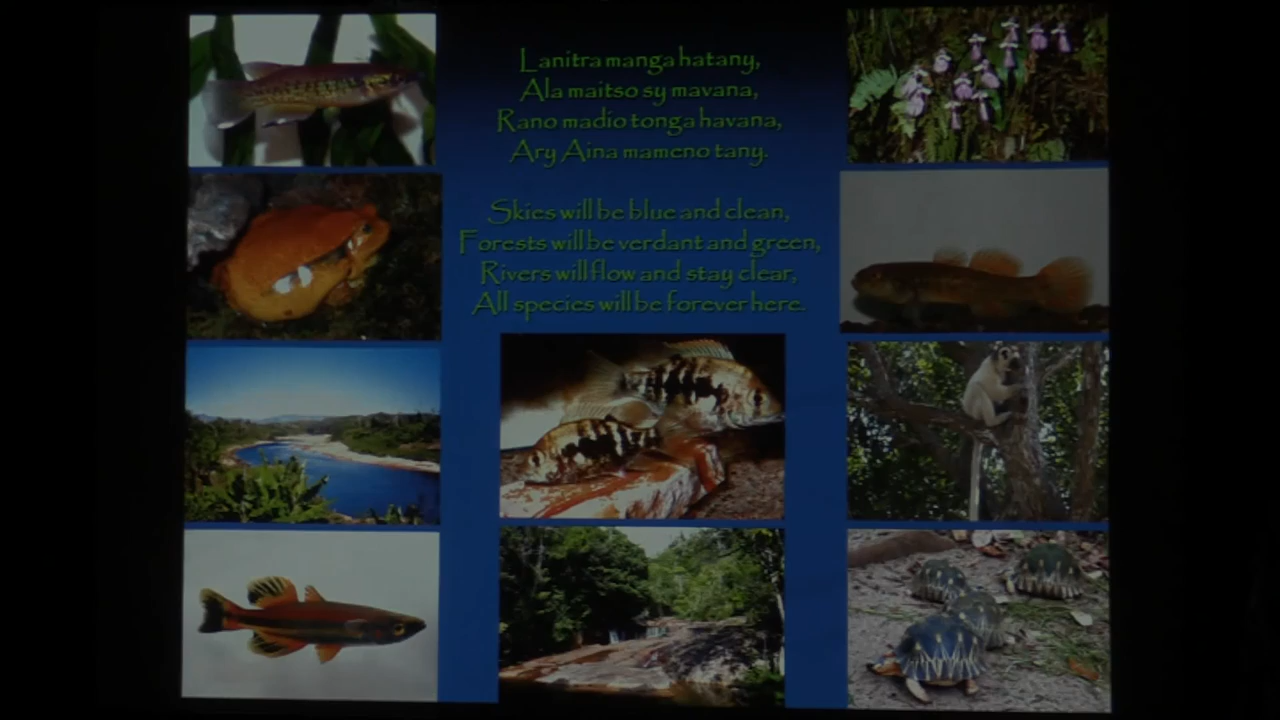 Lanitra manga hatany,
Ala maitso sy mavana,
Rano madio tonga havana,
Ary Aina mameno tany.
Skies will be blue and clean,
Forests will be verdant and green,
Rivers will flow and stay clear,
All species will be forever here.